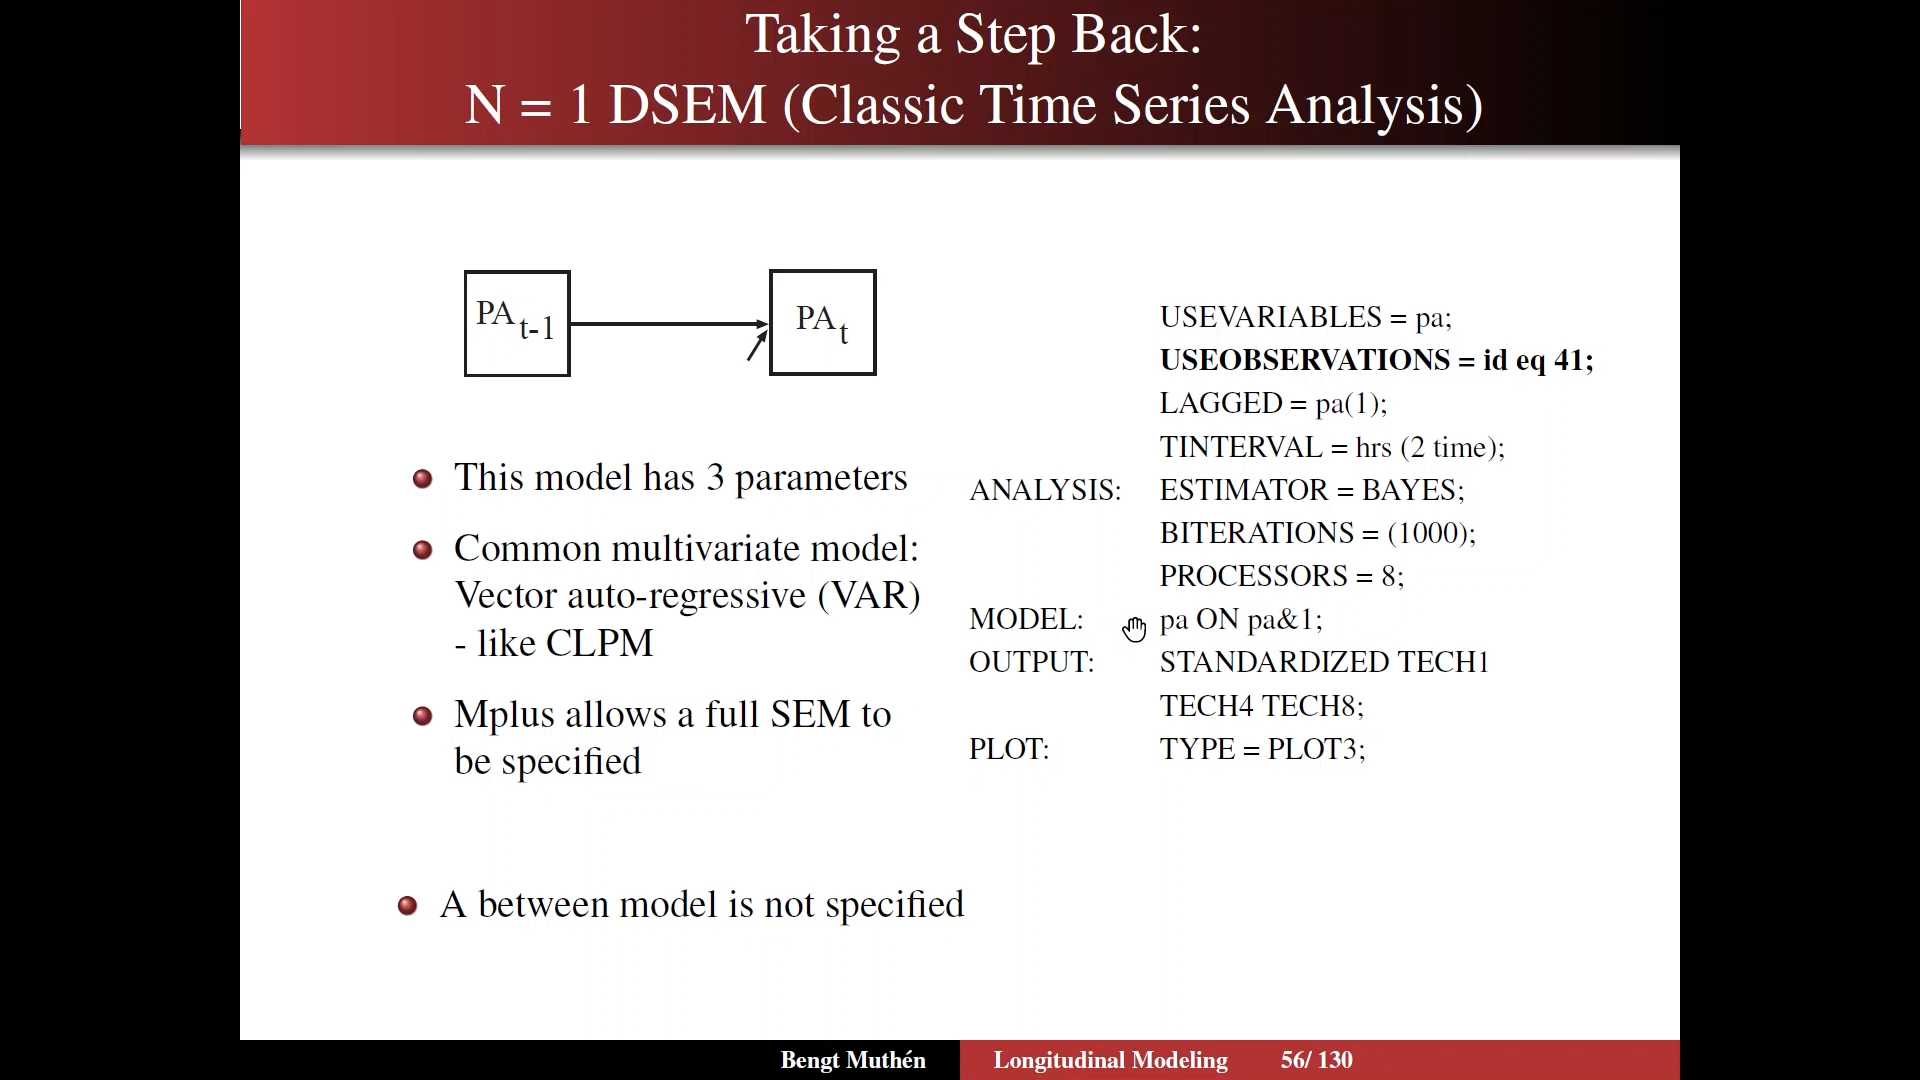 Taking a Step Back:
N = 1 DSEM (Classic Time Series Analysis)
PA t-1
PA t
This model has 3 parameters
Common multivariate model:
Vector auto-regressive (VAR)
- like CLPM
Mplus allows a full SEM to
be specified
A between model is not specified
USEVARIABLES = pa;
USEOBSERVATIONS = id eq 41;
LAGGED = pa(1);
TINTERVAL = hrs (2 time);
ANALYSIS: ESTIMATOR = BAYES;
BITERATIONS = (1000);
PROCESSORS = 8;
MODEL: pa ON pa&1;
OUTPUT: STANDARDIZED TECH1
TECH4 TECH8;
PLOT: TYPE = PLOT3;
Bengt Muthén Longitudinal Modeling 56/ 130